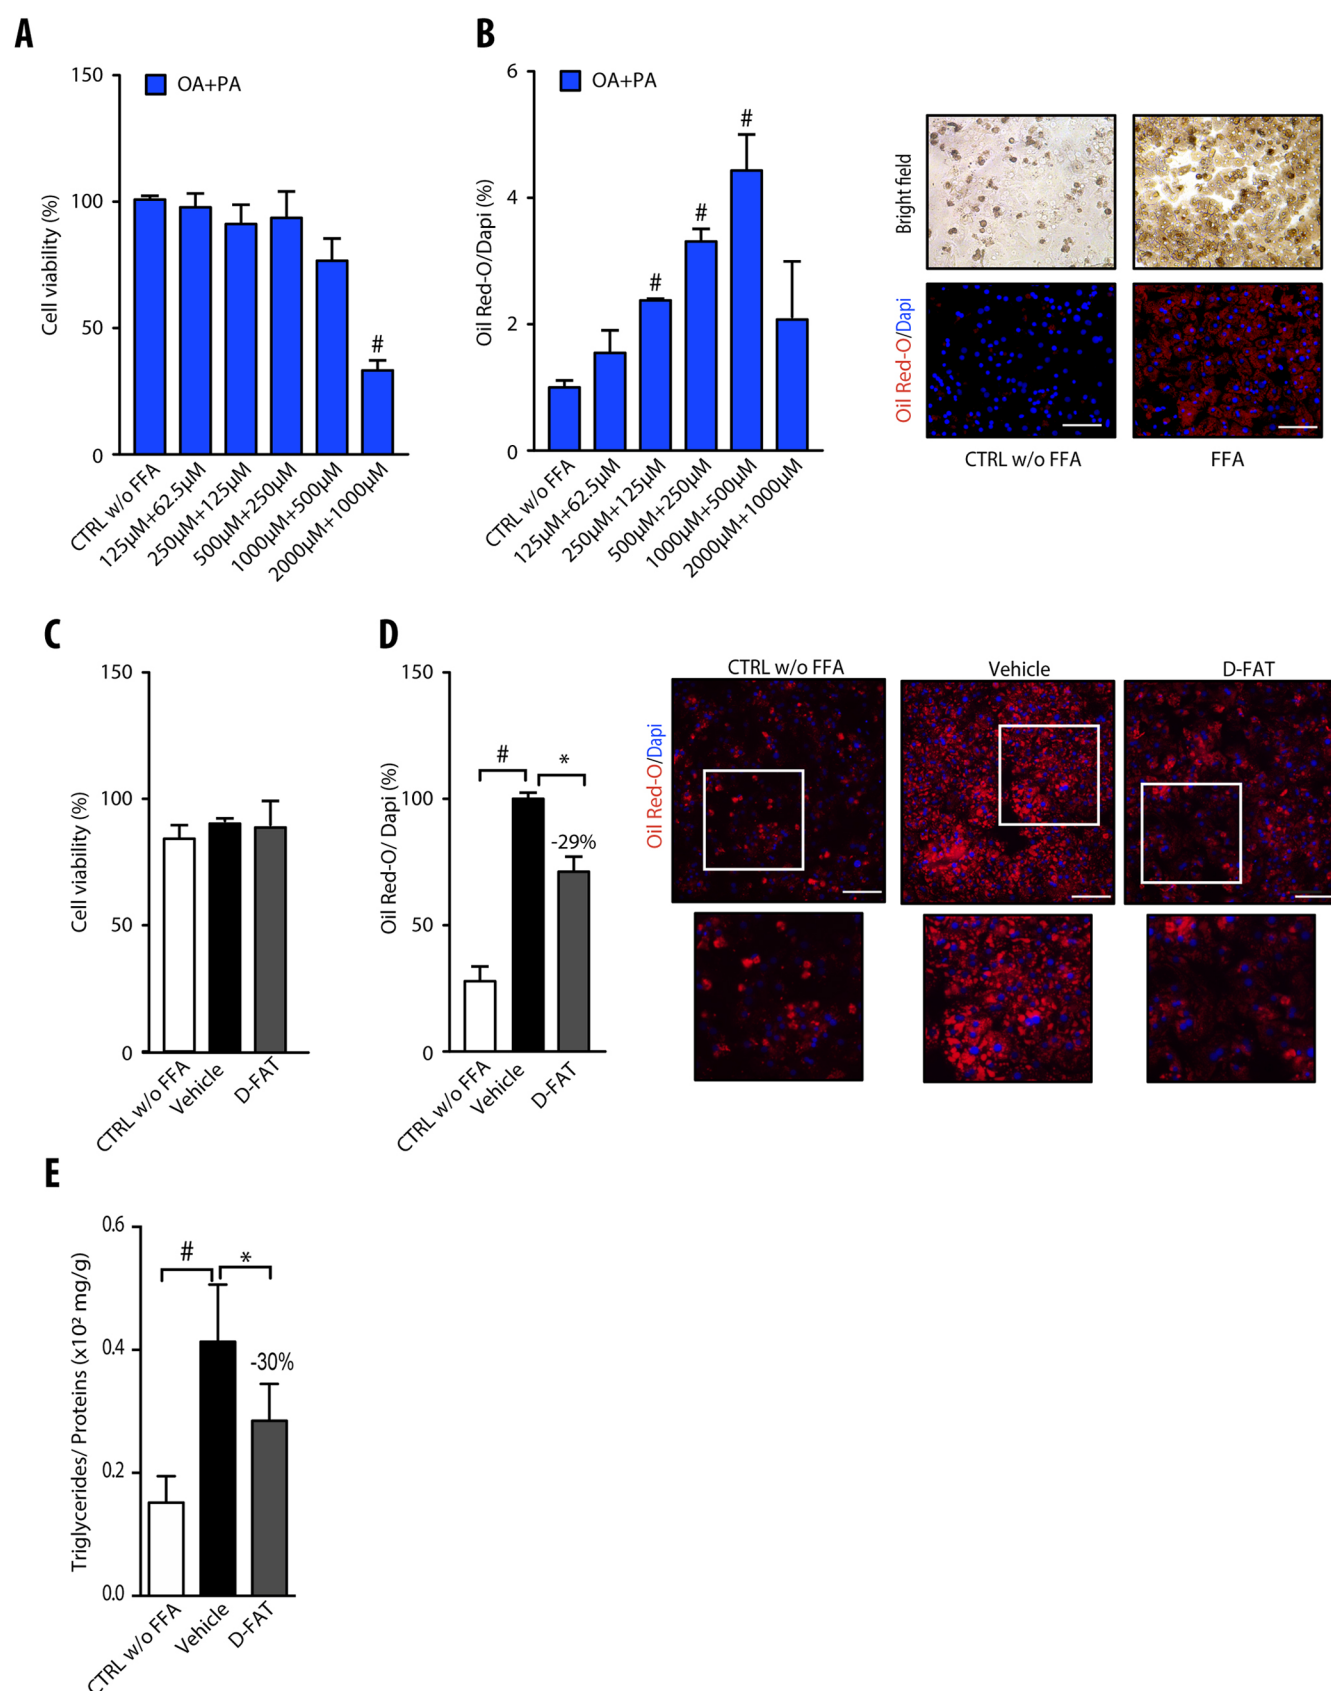 A
150
100
50
0
Cell viability (%)
OA+PA
#
CTRL w/o FFA
125µM+62.5µM
250µM+125µM
500µM+250µM
1000µM+500µM
2000µM+1000µM
B
6
4
2
0
Oil Red-O/Dapi (%)
OA+PA
#
#
#
#
CTRL w/o FFA
125µM+62.5µM
250µM+125µM
500µM+250µM
1000µM+500µM
2000µM+1000µM
Bright field
Oil Red-O/Dapi
CTRL w/o FFA
FFA
C
150
100
50
0
Cell viability (%)
CTRL w/o FFA
Vehicle
D-FAT
D
150
100
50
0
Oil Red-O/ Dapi (%)
#
*
-29%
CTRL w/o FFA
Vehicle
D-FAT
Oil Red-O/Dapi
CTRL w/o FFA
Vehicle
D-FAT
E
0.6
0.4
0.2
0.0
Triglycerides/ Proteins (x10² mg/g)
#
*
-30%
CTRL w/o FFA
Vehicle
D-FAT